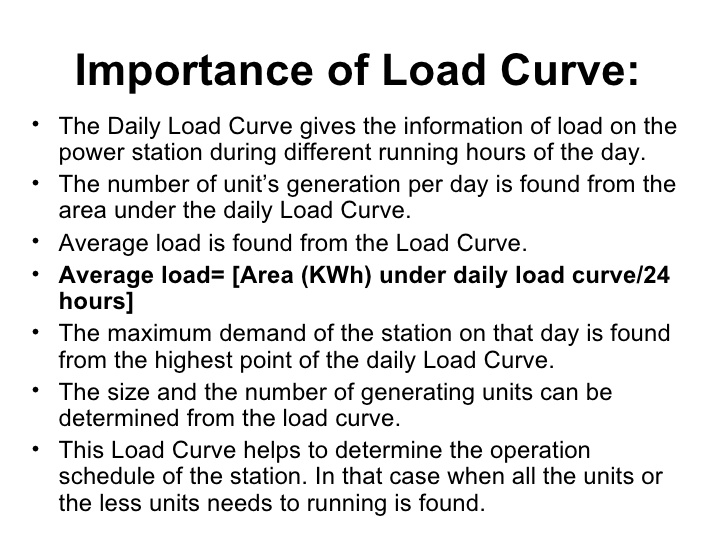 Importance of Load Curve:
• The Daily Load Curve gives the information of load on the
power station during different running hours of the day.
• The number of unit’s generation per day is found from the
area under the daily Load Curve.
• Average load is found from the Load Curve.
• Average load= [Area (KWh) under daily load curve/24
hours]
• The maximum demand of the station on that day is found
from the highest point of the daily Load Curve.
• The size and the number of generating units can be
determined from the load curve.
• This Load Curve helps to determine the operation
schedule of the station. In that case when all the units or
the less units needs to running is found.